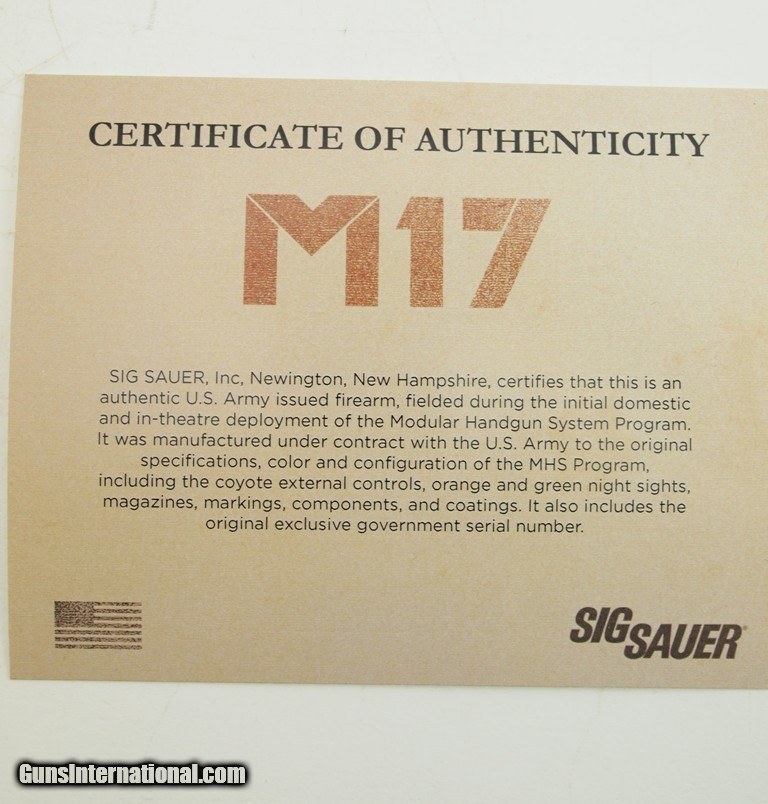 CERTIFICATE OF AUTHENTICITY
M17
SIG SAUER, Inc, Newington, New Hampshire, certifies that this is an
authentic U.S. Army issued firearm, fielded during the initial domestic
and in-theatre deployment of the Modular Handgun System Program.
It was manufactured under contract with the U.S. Army to the original
specifications, color and configuration of the MHS Program,
including the coyote external controls, orange and green night sights,
magazines, markings, components, and coatings. It also includes the
original exclusive government serial number.
SIG SAUER®
GunsInternational.com